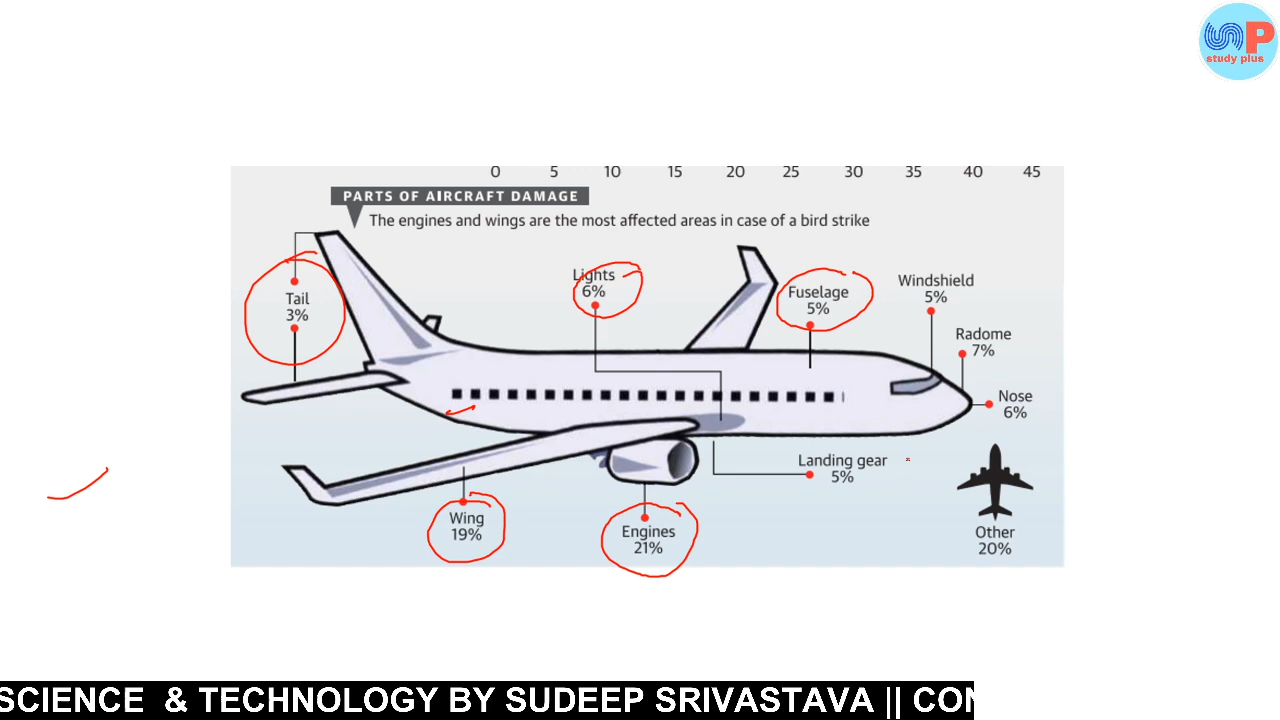 SP
study plus
0 5 10 15 20 25 30 35 40 45
PARTS OF AIRCRAFT DAMAGE
The engines and wings are the most affected areas in case of a bird strike
Lights
6%
Windshield
5%
Fuselage
5%
Tail
3%
Radome
7%
Nose
6%
Landing gear
5%
Wing
19%
Engines
21%
Other
20%
SCIENCE & TECHNOLOGY BY SUDEEP SRIVASTAVA || CON